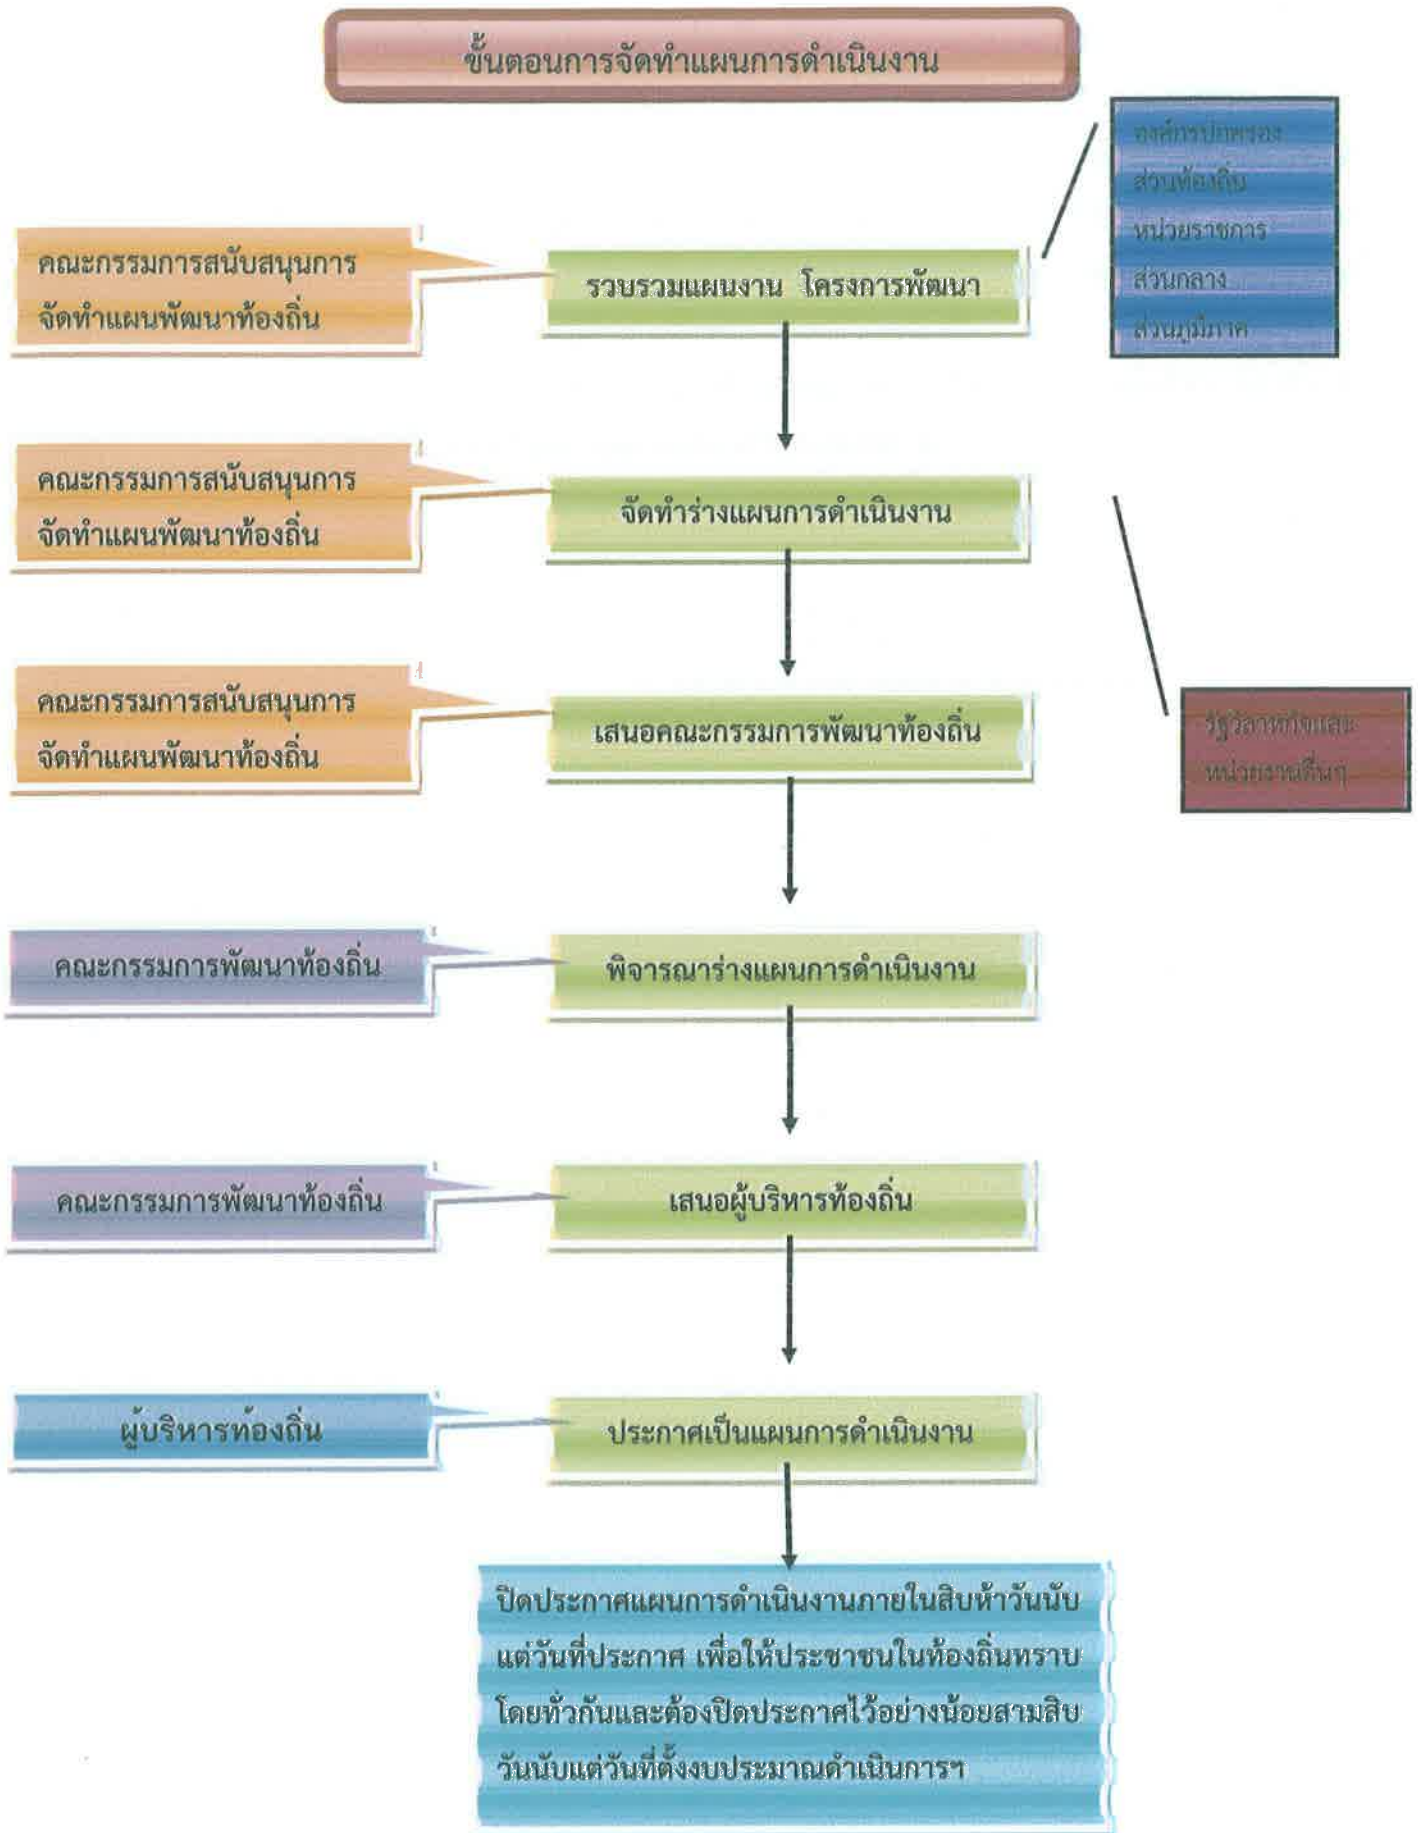 ขั้นตอนการจัดทำแผนการดำเนินงาน
องค์กรปกครอง
ส่วนท้องถิ่น
หน่วยราชการ
ส่วนกลาง
ส่วนภูมิภาค
คณะกรรมการสนับสนุนการ
จัดทำแผนพัฒนาท้องถิ่น
รวบรวมแผนงาน โครงการพัฒนา
คณะกรรมการสนับสนุนการ
จัดทำแผนพัฒนาท้องถิ่น
จัดทำร่างแผนการดำเนินงาน
คณะกรรมการสนับสนุนการ
จัดทำแผนพัฒนาท้องถิ่น
เสนอคณะกรรมการพัฒนาท้องถิ่น
รัฐวิสาหกิจและ
หน่วยงานอื่นๆ
คณะกรรมการพัฒนาท้องถิ่น
พิจารณาร่างแผนการดำเนินงาน
คณะกรรมการพัฒนาท้องถิ่น
เสนอผู้บริหารท้องถิ่น
ผู้บริหารท้องถิ่น
ประกาศเป็นแผนการดำเนินงาน
ปิดประกาศแผนการดำเนินงานภายในสิบห้าวันนับ
แต่วันที่ประกาศ เพื่อให้ประชาชนในท้องถิ่นทราบ
โดยทั่วกันและต้องปิดประกาศไว้อย่างน้อยสามสิบ
วันนับแต่วันที่ตั้งงบประมาณดำเนินการฯ